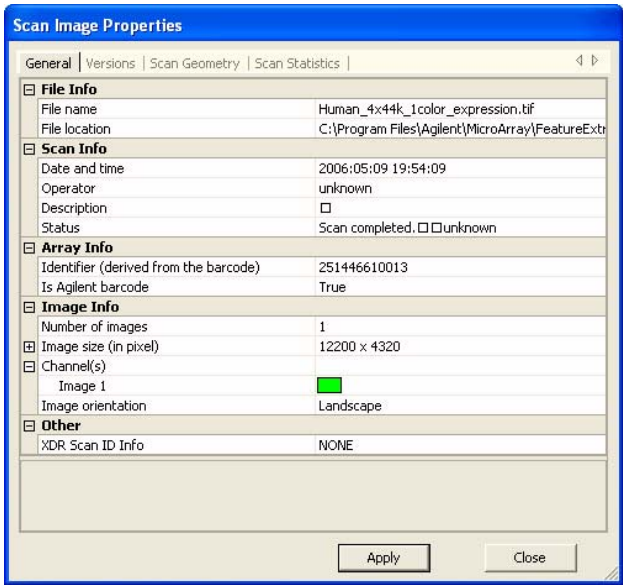 Scan Image Properties
General | Versions | Scan Geometry | Scan Statistics |
File Info
File name Human_4x44k_1color_expression.tif
File location C:\Program Files\Agilent\MicroArray\FeatureExtr
Scan Info
Date and time 2006:05:09 19:54:09
Operator unknown
Description □
Status Scan completed.□□unknown
Array Info
Identifier (derived from the barcode) 251446610013
Is Agilent barcode True
Image Info
Number of images 1
Image size (in pixel) 12200 x 4320
Channel(s)
Image 1
Image orientation Landscape
Other
XDR Scan ID Info NONE
Apply Close